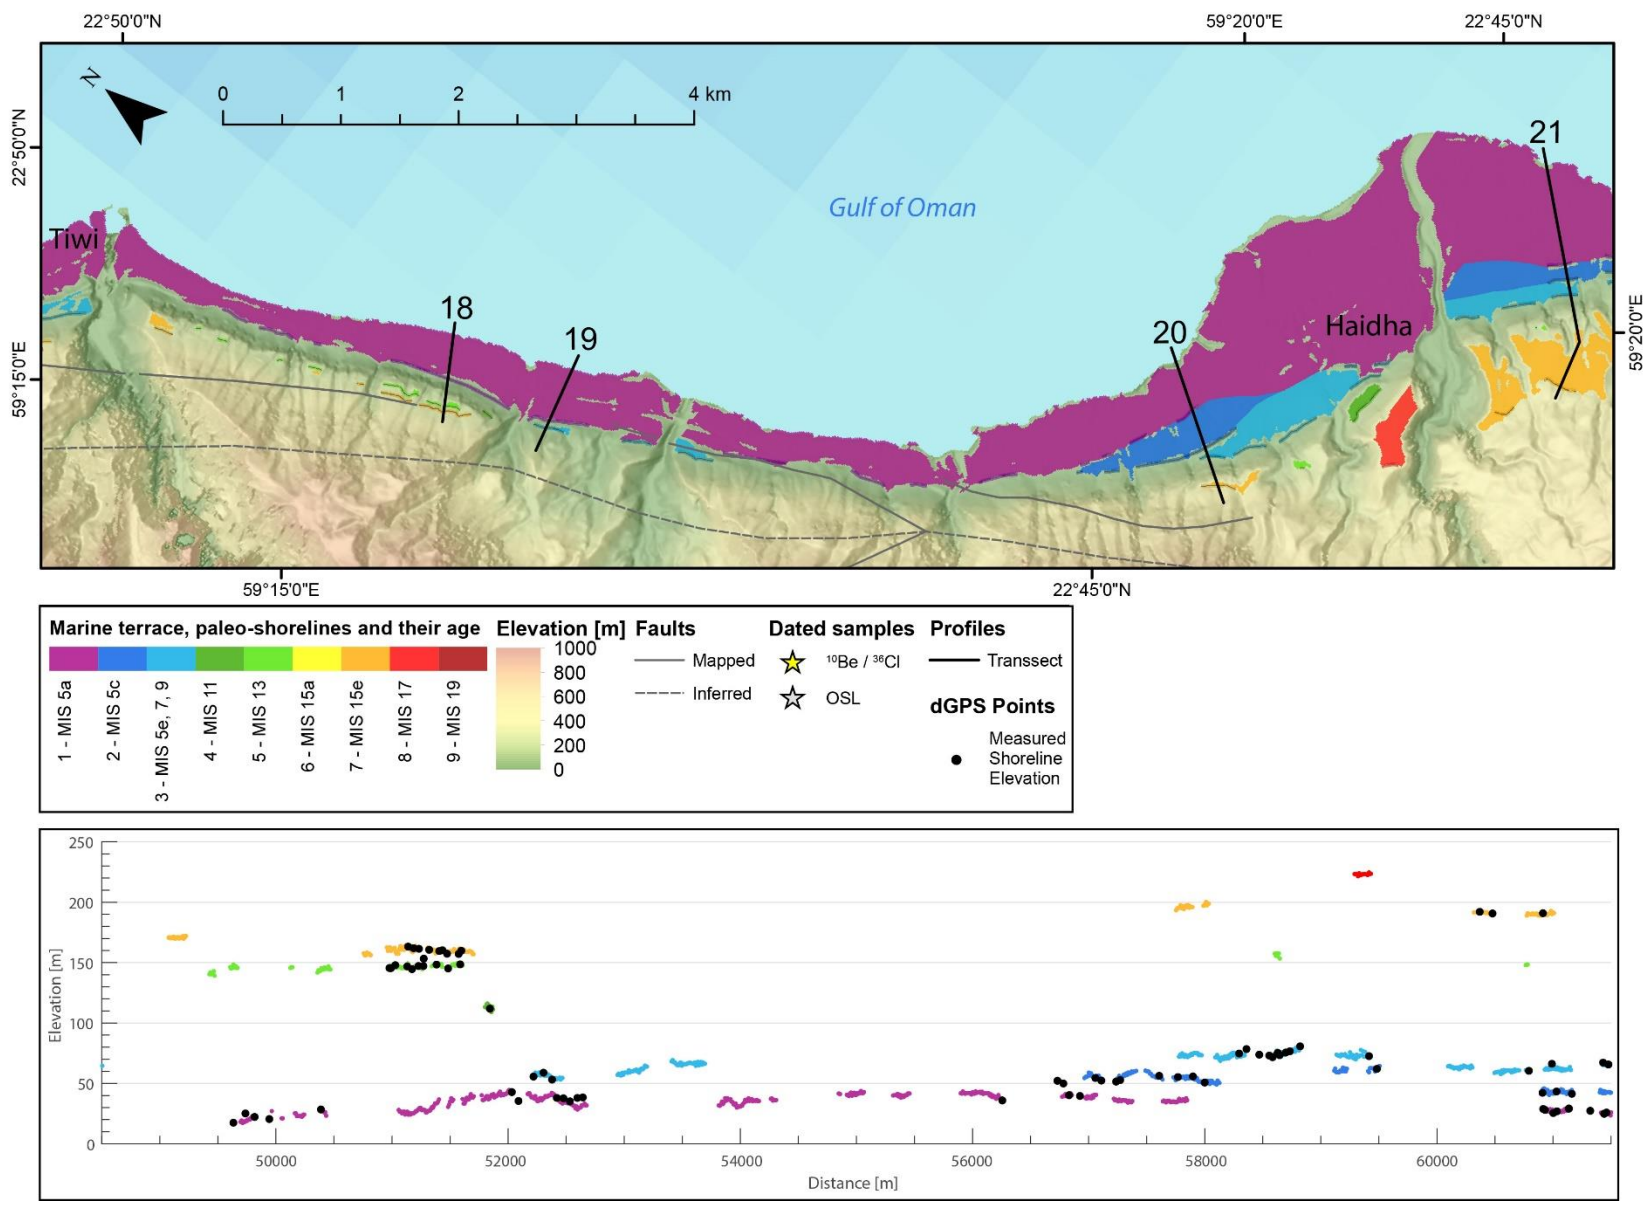 22°50'0"N
59°20'0"E
22°45'0"N
N
0 1 2 4 km
22°50'0"N
21
Gulf of Oman
Tiwi
18
19
20
Haidha
59°20'0"E
59°15'0"E
59°15'0"E
22°45'0"N
Marine terrace, paleo-shorelines and their age
1 - MIS 5a
2 - MIS 5c
3 - MIS 5e, 7, 9
4 - MIS 11
5 - MIS 13
6 - MIS 15a
7 - MIS 15e
8 - MIS 17
9 - MIS 19
Elevation [m]
1000
800
600
400
200
0
Faults
Mapped
Inferred
Dated samples
¹⁰Be / ³⁶Cl
OSL
Profiles
Transsect
dGPS Points
Measured
Shoreline
Elevation
250
200
150
100
50
0
Elevation [m]
50000 52000 54000 56000 58000 60000
Distance [m]